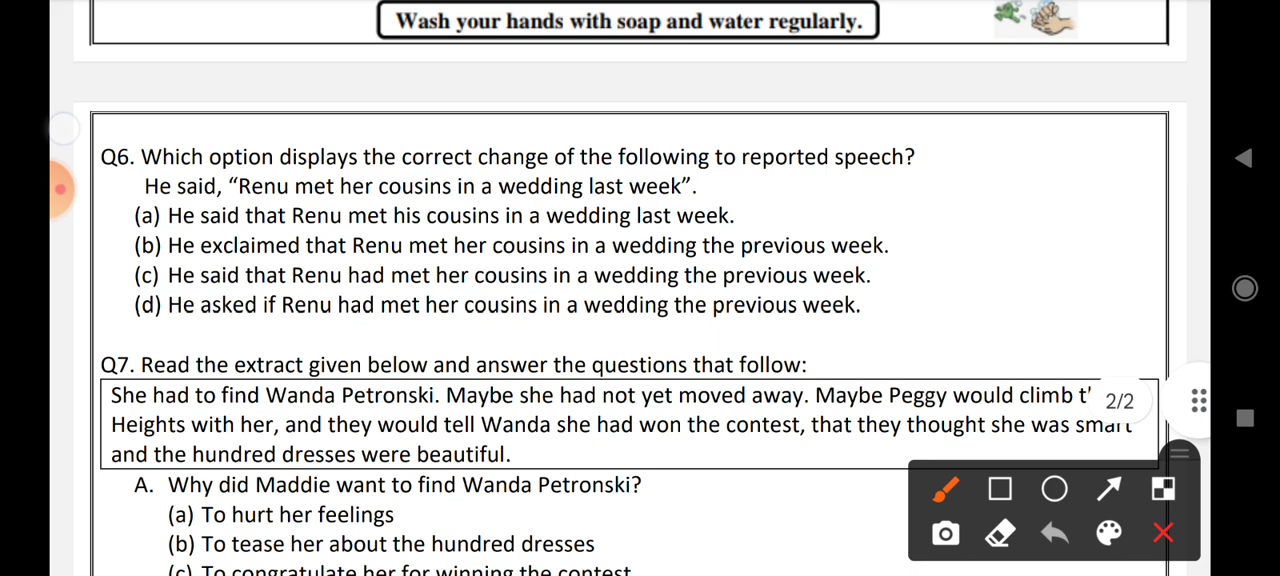 Wash your hands with soap and water regularly.
Q6. Which option displays the correct change of the following to reported speech?
He said, “Renu met her cousins in a wedding last week”.
(a) He said that Renu met his cousins in a wedding last week.
(b) He exclaimed that Renu met her cousins in a wedding the previous week.
(c) He said that Renu had met her cousins in a wedding the previous week.
(d) He asked if Renu had met her cousins in a wedding the previous week.
Q7. Read the extract given below and answer the questions that follow:
She had to find Wanda Petronski. Maybe she had not yet moved away. Maybe Peggy would climb
2/2
Heights with her, and they would tell Wanda she had won the contest, that they thought she was smart
and the hundred dresses were beautiful.
A. Why did Maddie want to find Wanda Petronski?
(a) To hurt her feelings
(b) To tease her about the hundred dresses
(c) To congratulate her for winning the contest